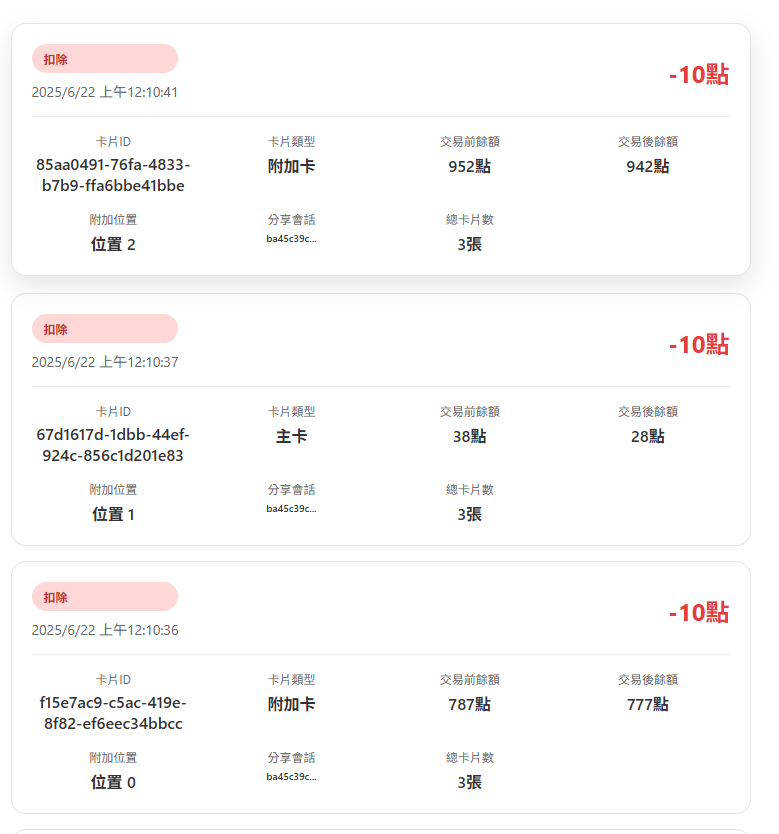 扣除
-10點
2025/6/22 上午12:10:41
卡片ID 卡片類型 交易前餘額 交易後餘額
85aa0491-76fa-4833- 附加卡 952點 942點
b7b9-ffa6bbe41bbe
附加位置 分享會話 總卡片數
位置 2 ba45c39c... 3張
扣除
-10點
2025/6/22 上午12:10:37
卡片ID 卡片類型 交易前餘額 交易後餘額
67d1617d-1dbb-44ef- 主卡 38點 28點
924c-856c1d201e83
附加位置 分享會話 總卡片數
位置 1 ba45c39c... 3張
扣除
-10點
2025/6/22 上午12:10:36
卡片ID 卡片類型 交易前餘額 交易後餘額
f15e7ac9-c5ac-419e- 附加卡 787點 777點
8f82-ef6eec34bbcc
附加位置 分享會話 總卡片數
位置 0 ba45c39c... 3張